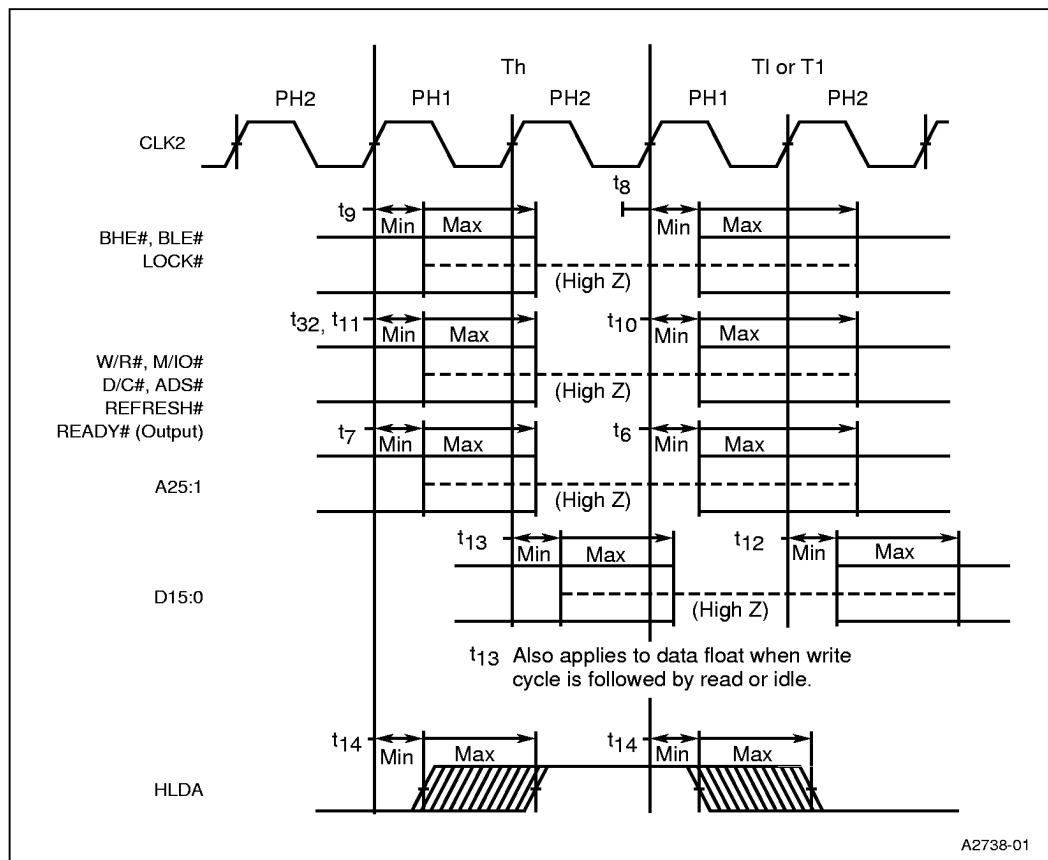 Th
TI or T1
PH2 PH1 PH2 PH1 PH2
CLK2
t9 Min Max t8 Min Max
BHE#, BLE#
LOCK#
(High Z)
t32, t11 Min Max t10 Min Max
W/R#, M/IO#
D/C#, ADS#
REFRESH#
READY# (Output)
(High Z)
t7 Min Max t6 Min Max
A25:1
(High Z)
t13 Min Max t12 Min Max
D15:0
(High Z)
t13 Also applies to data float when write
cycle is followed by read or idle.
t14 Min Max t14 Min Max
HLDA
A2738-01